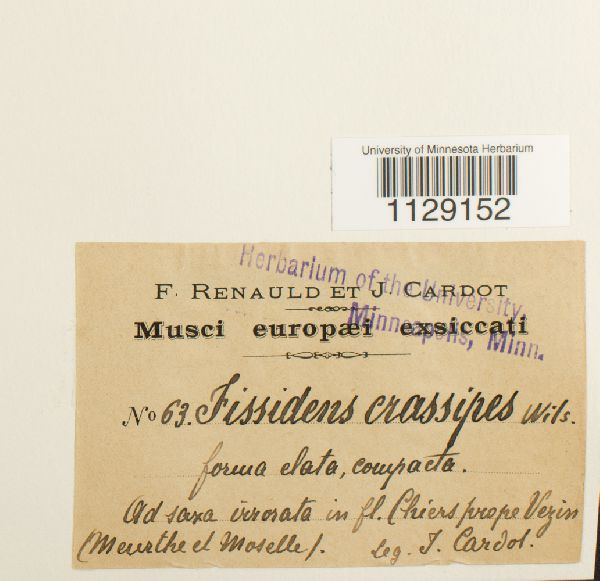 University of Minnesota Herbarium
1129152
Herbarium of the University
Minneapolis, Minn.
F. RENAULD ET J. CARDOT
Musci europæi exsiccati
No 63. Fissidens crassipes Wils.
forma elata, compacta.
Ad saxa irrorata in fl. Chiers prope Vezin
(Meurthe et Moselle). leg. J. Cardot.